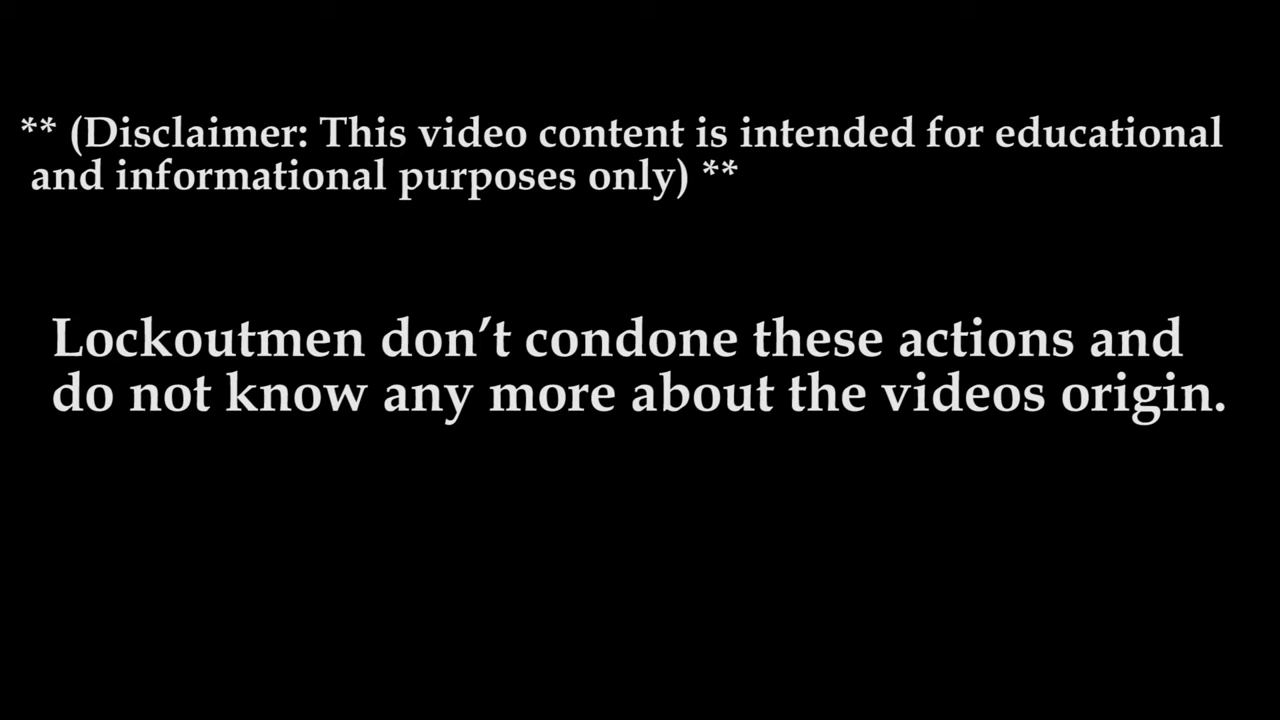 ** (Disclaimer: This video content is intended for educational
and informational purposes only) **
Lockoutmen don’t condone these actions and
do not know any more about the videos origin.